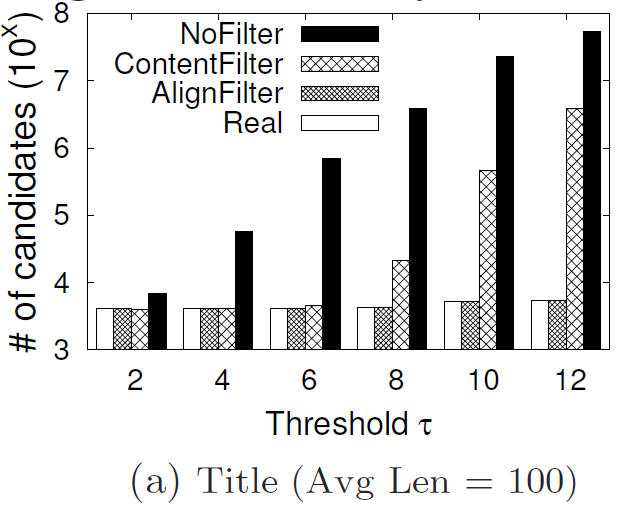 # of candidates (10^x)
8
7
6
5
4
3
NoFilter
ContentFilter
AlignFilter
Real
2 4 6 8 10 12
Threshold τ
(a) Title (Avg Len = 100)